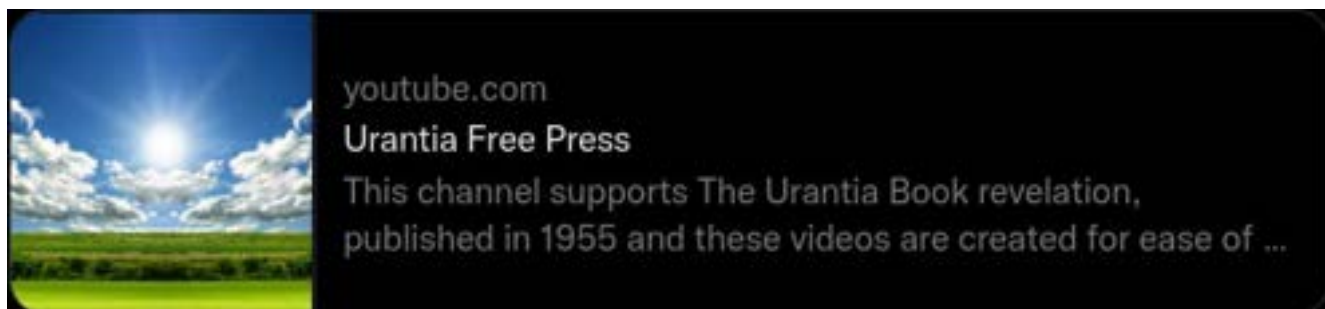 youtube.com
Urantia Free Press
This channel supports The Urantia Book revelation,
published in 1955 and these videos are created for ease of ...